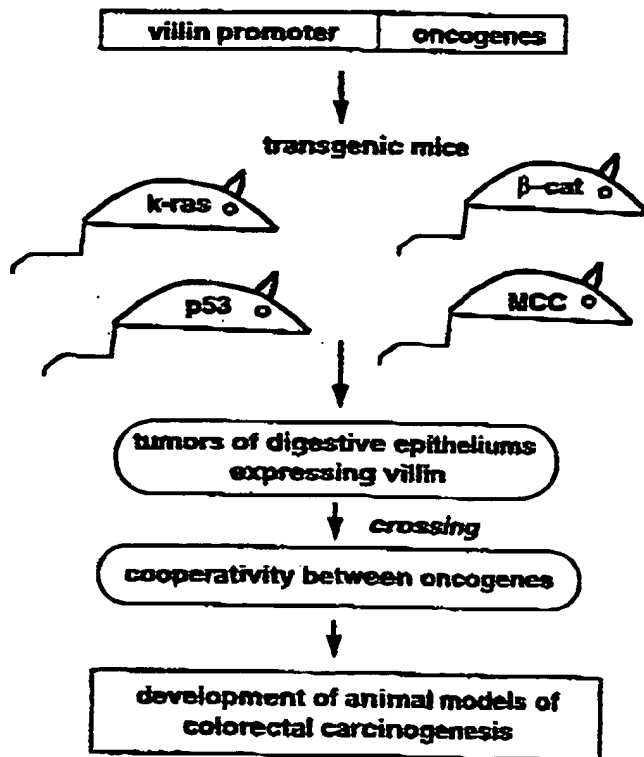 villin promoter oncogenes
transgenic mice
k-ras
β-cat
p53
MCC
tumors of digestive epitheliums
expressing villin
crossing
cooperativity between oncogenes
development of animal models of
colorectal carcinogenesis